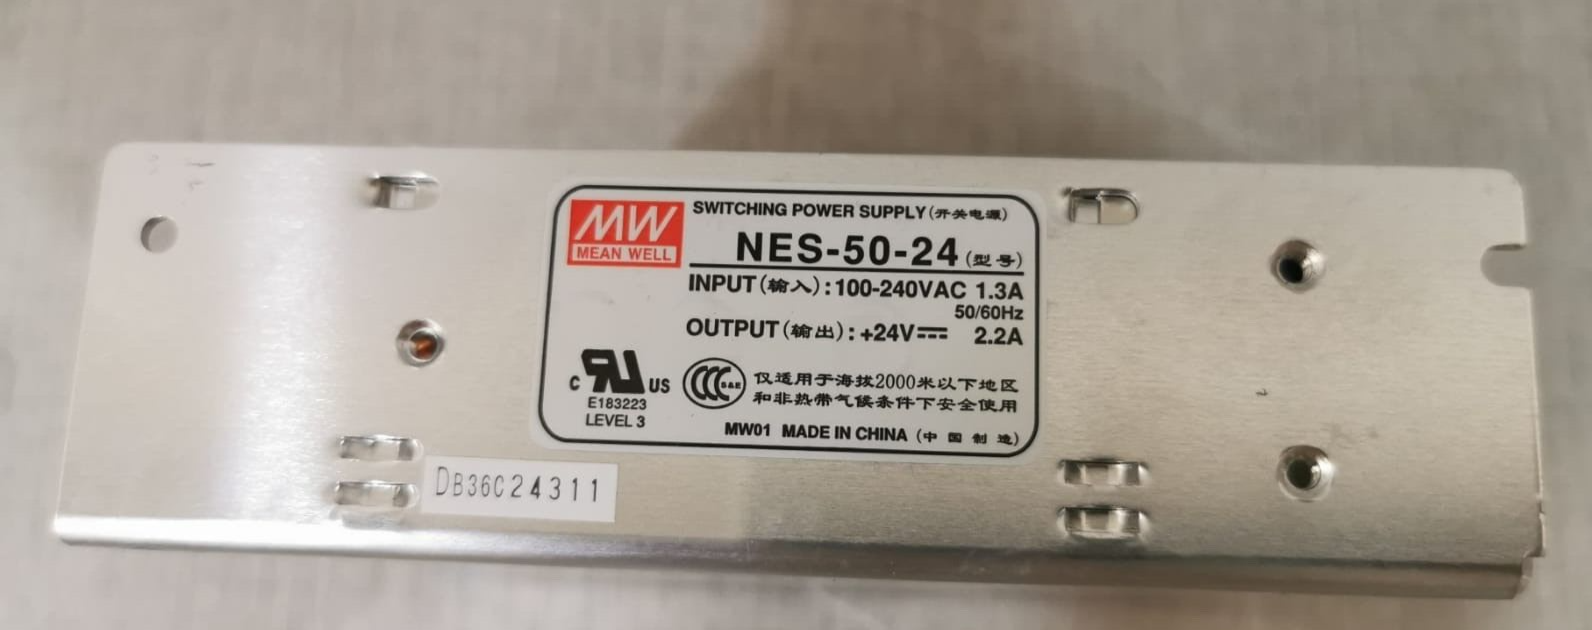 MW
MEAN WELL
SWITCHING POWER SUPPLY (开关电源)
NES-50-24 (型号)
INPUT (输入) : 100-240VAC 1.3A
50/60Hz
OUTPUT (输出) : +24V 2.2A
C US
E183223
LEVEL 3
CCC S&E
仅适用于海拔2000米以下地区
和非热带气候条件下安全使用
MW01 MADE IN CHINA (中国制造)
DB36C24311